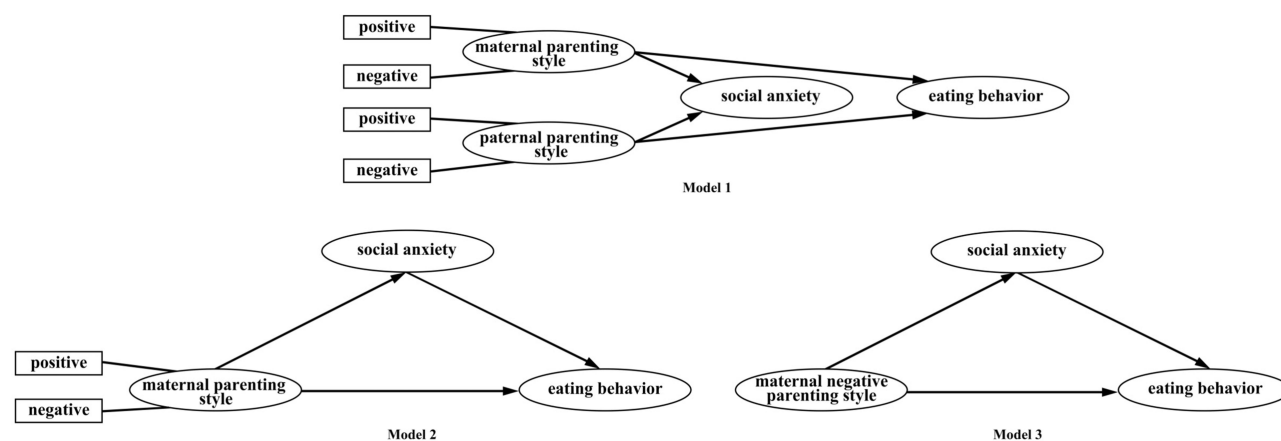 positive
maternal parenting
style
negative
social anxiety
eating behavior
positive
paternal parenting
style
negative
Model 1
social anxiety
positive
maternal parenting
style
negative
eating behavior
Model 2
social anxiety
maternal negative
parenting style
eating behavior
Model 3